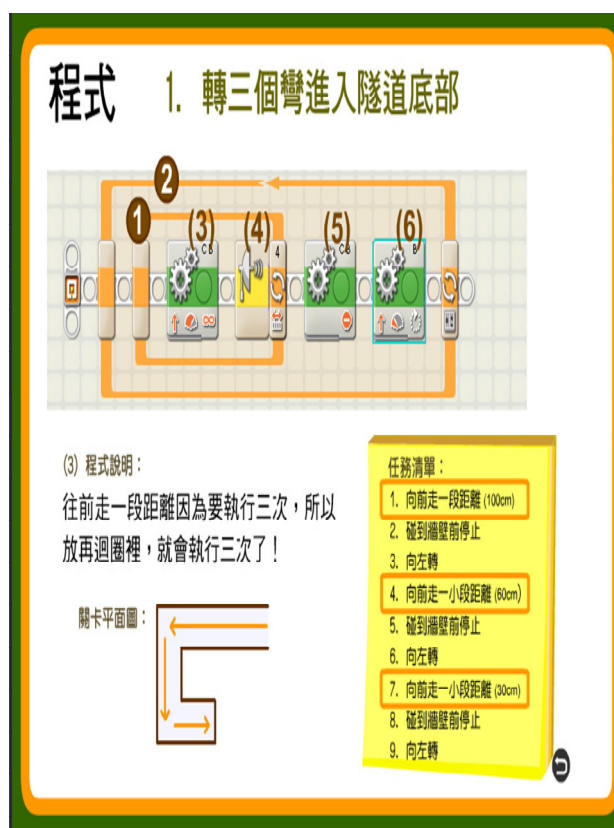 程式 1. 轉三個彎進入隧道底部
2
1 (3) (4) (5) (6)
C B 4 C B B
(3) 程式說明：
往前走一段距離因為要執行三次，所以
放再迴圈裡，就會執行三次了！
關卡平面圖：
任務清單：
1. 向前走一段距離 (100cm)
2. 碰到牆壁前停止
3. 向左轉
4. 向前走一小段距離 (60cm)
5. 碰到牆壁前停止
6. 向左轉
7. 向前走一小段距離 (30cm)
8. 碰到牆壁前停止
9. 向左轉